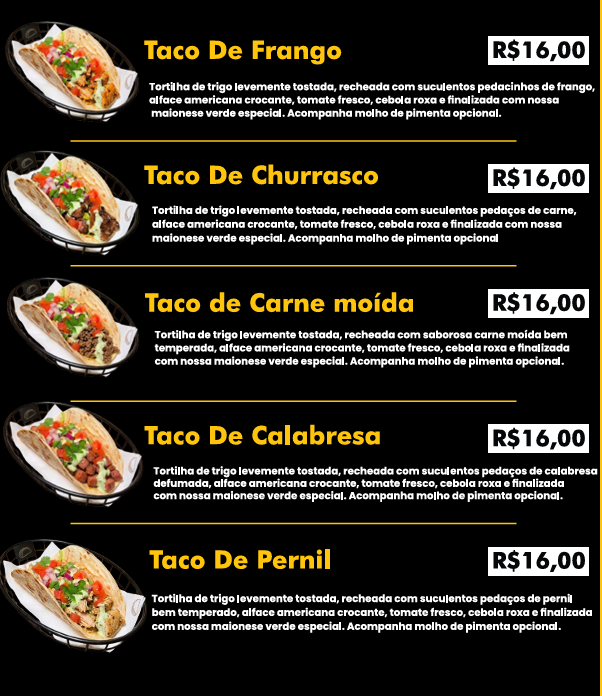 Taco De Frango
R$16,00
Tortilha de trigo levemente tostada, recheada com suculentos pedacinhos de frango,
alface americana crocante, tomate fresco, cebola roxa e finalizada com nossa
maionese verde especial. Acompanha molho de pimenta opcional.
Taco De Churrasco
R$16,00
Tortilha de trigo levemente tostada, recheada com suculentos pedaços de carne,
alface americana crocante, tomate fresco, cebola roxa e finalizada com nossa
maionese verde especial. Acompanha molho de pimenta opcional
Taco de Carne moída
R$16,00
Tortilha de trigo levemente tostada, recheada com saborosa carne moída bem
temperada, alface americana crocante, tomate fresco, cebola roxa e finalizada
com nossa maionese verde especial. Acompanha molho de pimenta opcional.
Taco De Calabresa
R$16,00
Tortilha de trigo levemente tostada, recheada com suculentos pedaços de calabresa
defumada, alface americana crocante, tomate fresco, cebola roxa e finalizada
com nossa maionese verde especial. Acompanha molho de pimenta opcional.
Taco De Pernil
R$16,00
Tortilha de trigo levemente tostada, recheada com suculentos pedaços de pernil
bem temperado, alface americana crocante, tomate fresco, cebola roxa e finalizada
com nossa maionese verde especial. Acompanha molho de pimenta opcional.